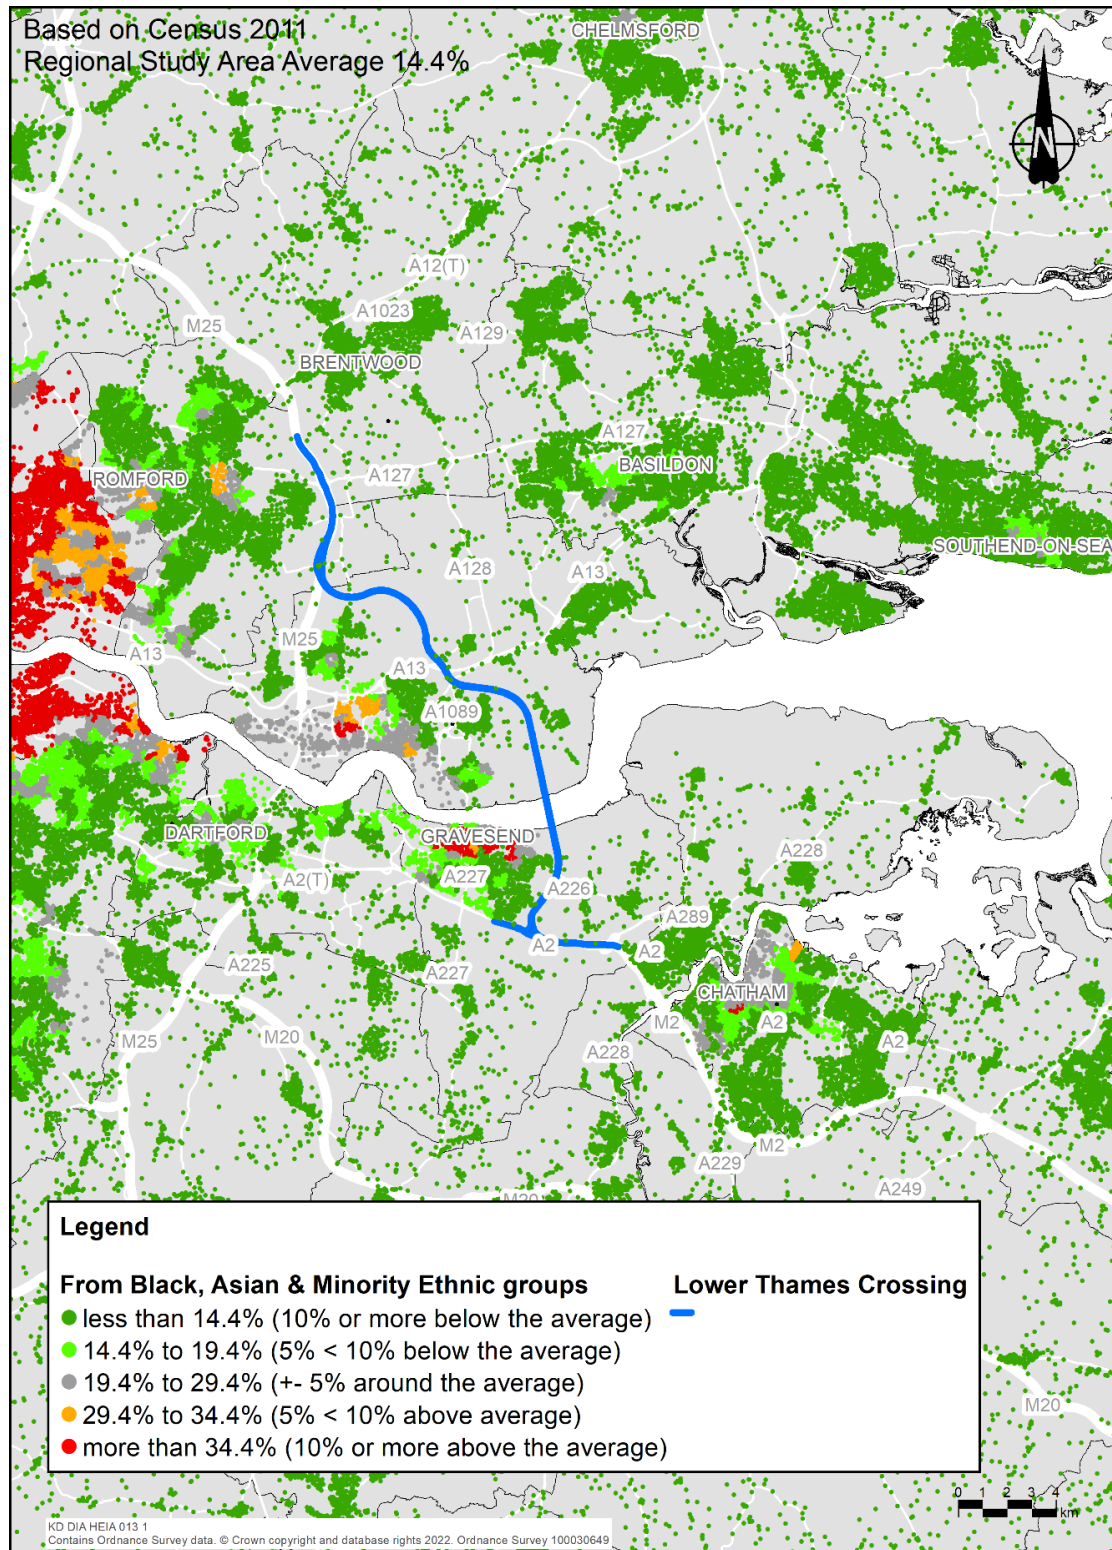 Based on Census 2011
Regional Study Area Average 14.4%
CHELMSFORD
N
A12(T)
M25
A1023
A129
BRENTWOOD
A127
A127
BASILDON
ROMFORD
SOUTHEND-ON-SEA
A128
A13
M25
A13
A13
A1089
DARTFORD
GRAVESEND
A2(T)
A227
A226
A228
A289
A2
A2
A225
A227
CHATHAM
M2
A2
A2
M25
M20
A228
M2
A229
A249
M20
Legend
From Black, Asian & Minority Ethnic groups
less than 14.4% (10% or more below the average)
14.4% to 19.4% (5% < 10% below the average)
19.4% to 29.4% (+- 5% around the average)
29.4% to 34.4% (5% < 10% above average)
more than 34.4% (10% or more above the average)
Lower Thames Crossing
M20
0 1 2 3 4
km
KD DIA HEIA 013 1
Contains Ordnance Survey data. © Crown copyright and database rights 2022. Ordnance Survey 100030649